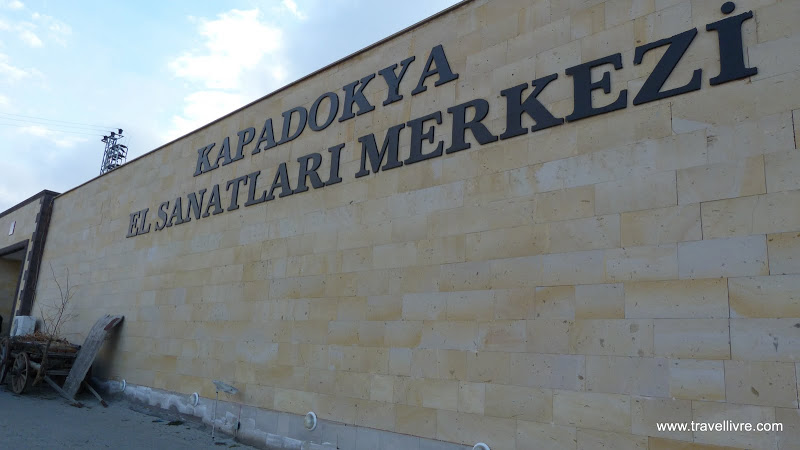 KAPADOKYA
EL SANATLARI MERKEZİ
www.travellivre.com